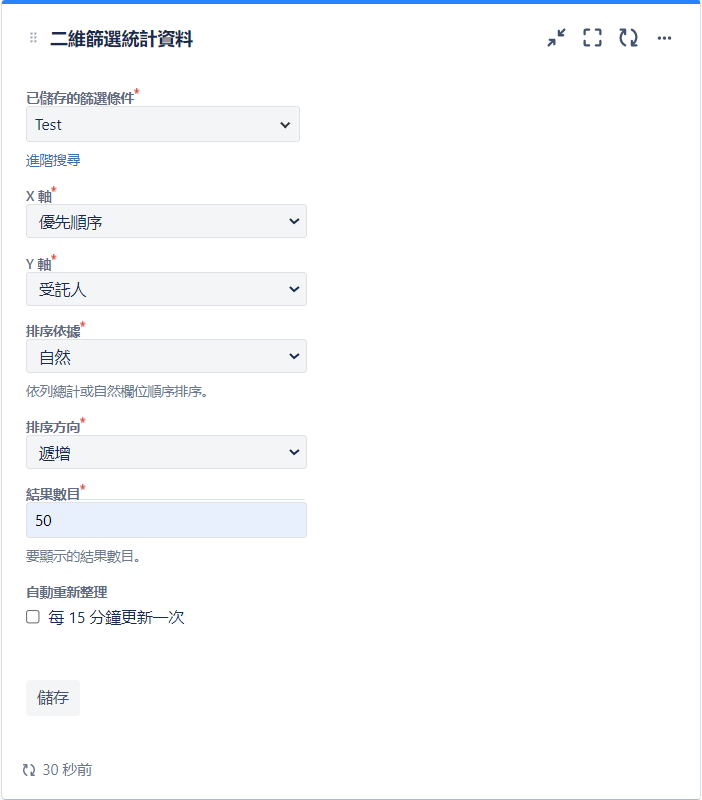 二維篩選統計資料
已儲存的篩選條件*
Test
進階搜尋
X 軸*
優先順序
Y 軸*
受託人
排序依據*
自然
依列總計或自然欄位順序排序。
排序方向*
遞增
結果數目*
50
要顯示的結果數目。
自動重新整理
每 15 分鐘更新一次
儲存
30 秒前